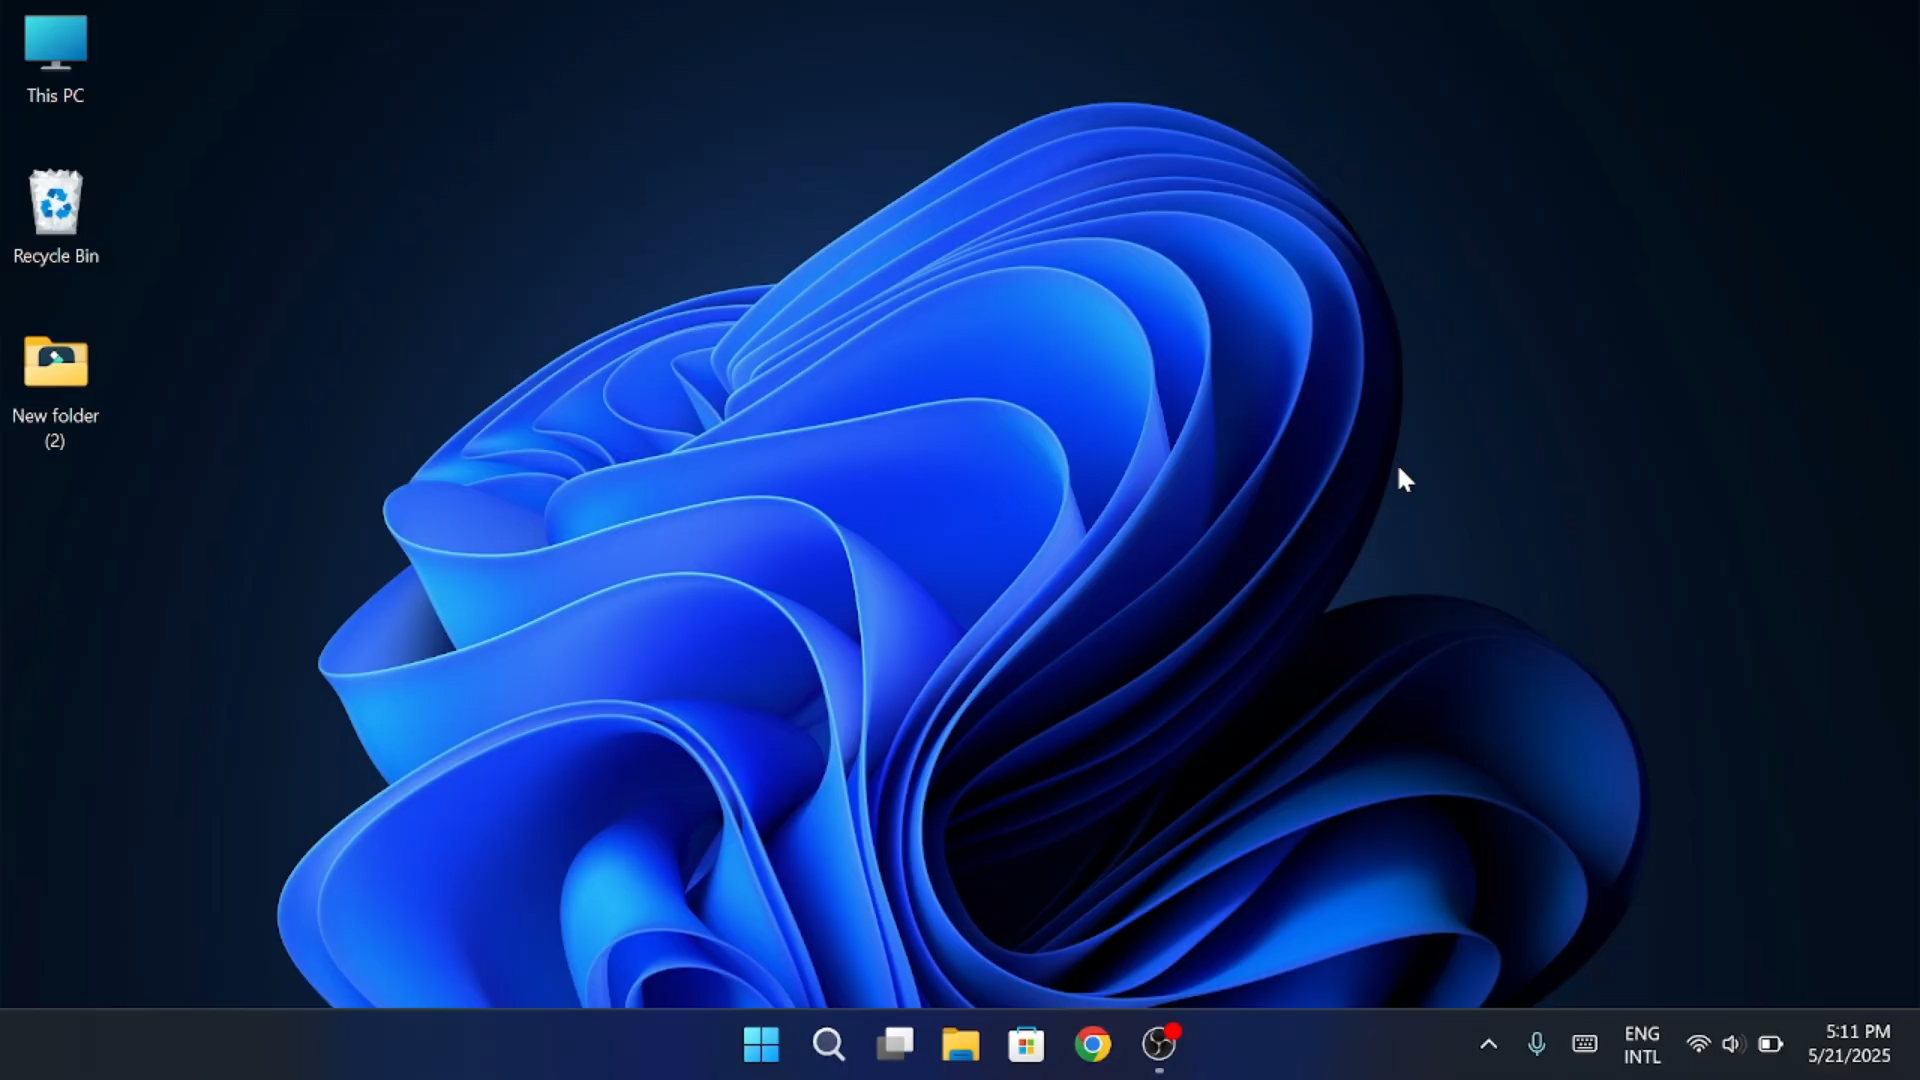 This PC
Recycle Bin
New folder
(2)
ENG
INTL
5:11 PM
5/21/2025